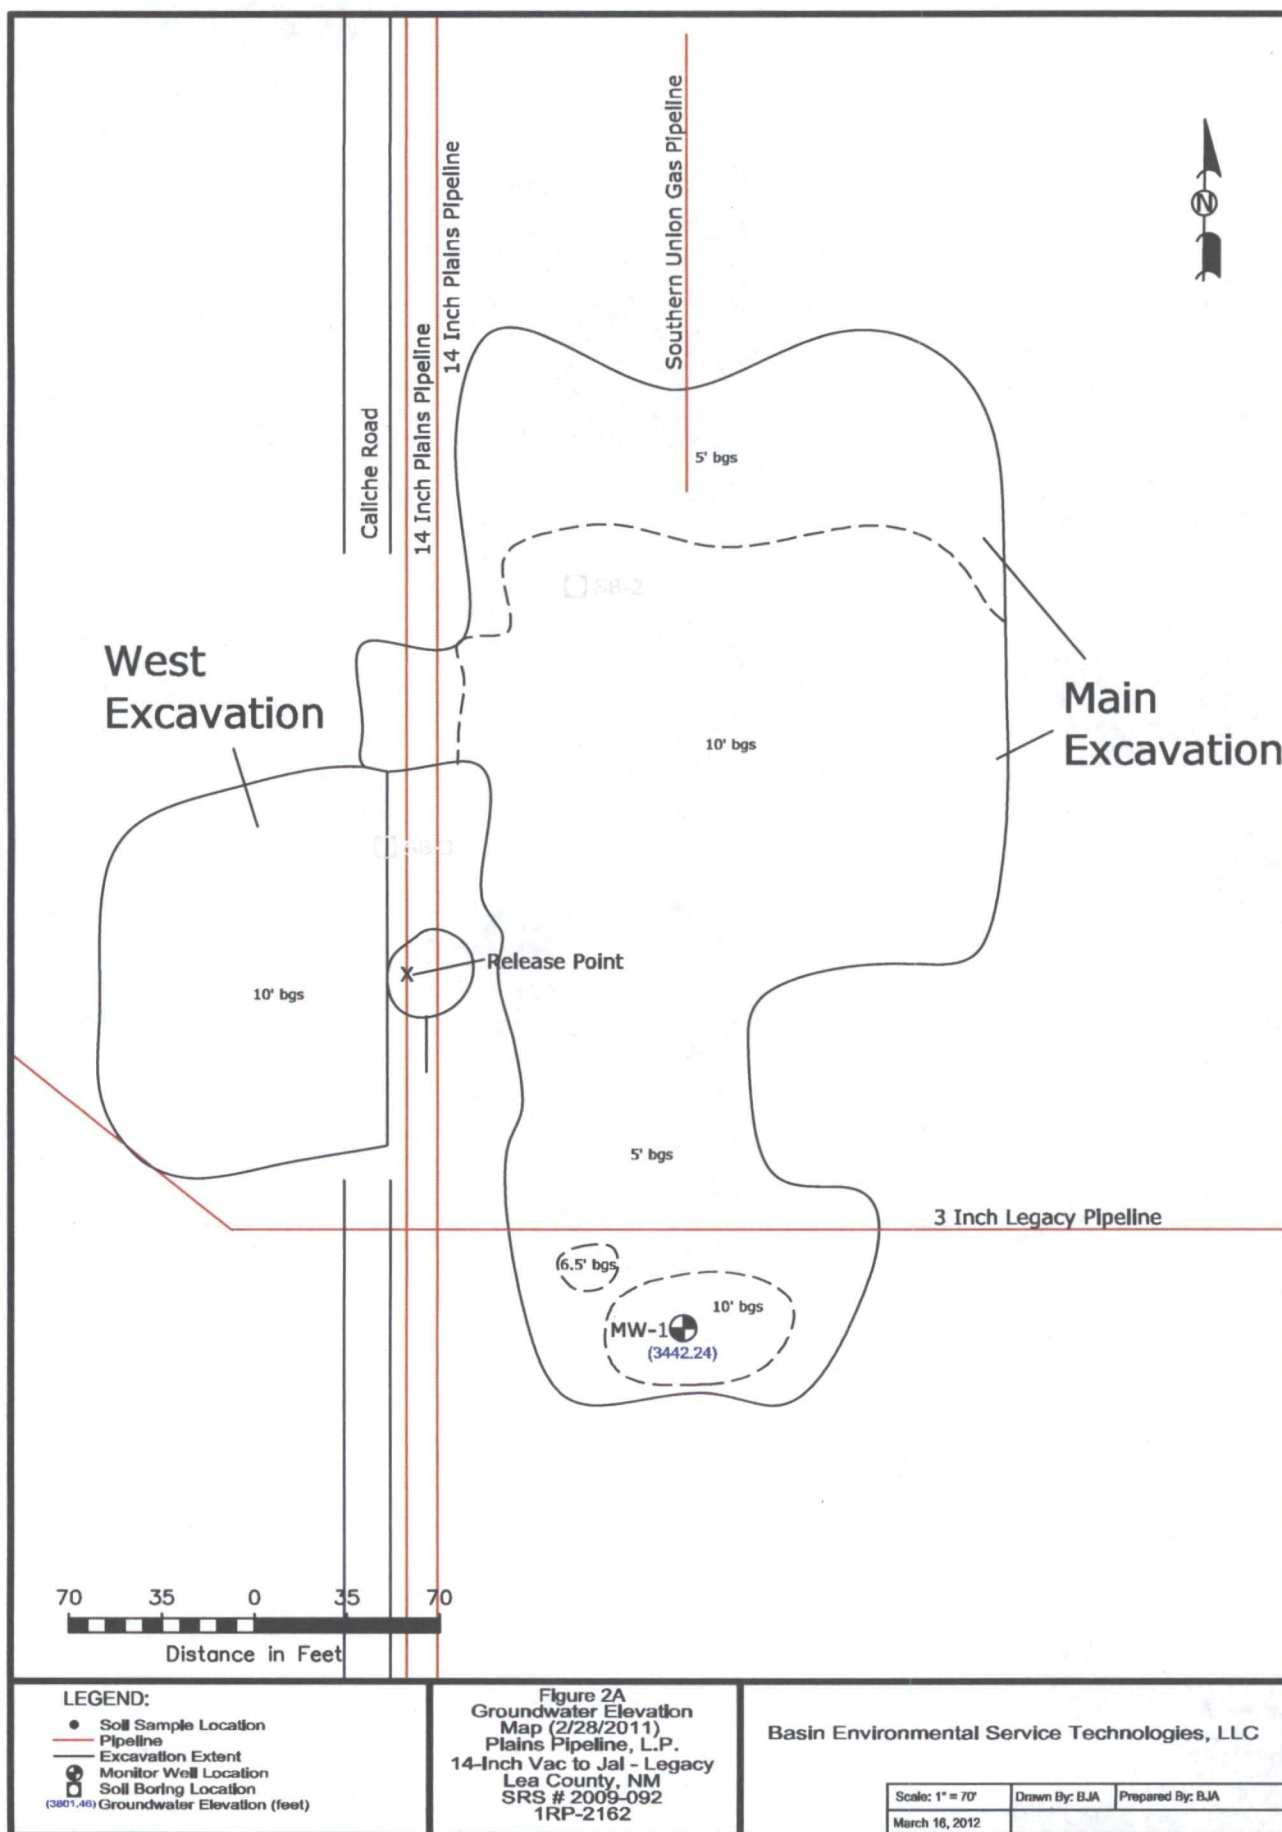 14 Inch Plains Pipeline
Southern Union Gas Pipeline
N
14 Inch Plains Pipeline
Caliche Road
5' bgs
SB-2
West
Excavation
Main
Excavation
10' bgs
Release Point
X
10' bgs
5' bgs
3 Inch Legacy Pipeline
6.5' bgs
10' bgs
MW-1
(3442.24)
70 35 0 35 70
Distance in Feet
LEGEND:
Soil Sample Location
Pipeline
Excavation Extent
Monitor Well Location
Soil Boring Location
(3801.46) Groundwater Elevation (feet)
Figure 2A
Groundwater Elevation
Map (2/28/2011)
Plains Pipeline, L.P.
14-Inch Vac to Jal - Legacy
Lea County, NM
SRS # 2009-092
1RP-2162
Basin Environmental Service Technologies, LLC
Scale: 1" = 70' Drawn By: BJA Prepared By: BJA
March 16, 2012